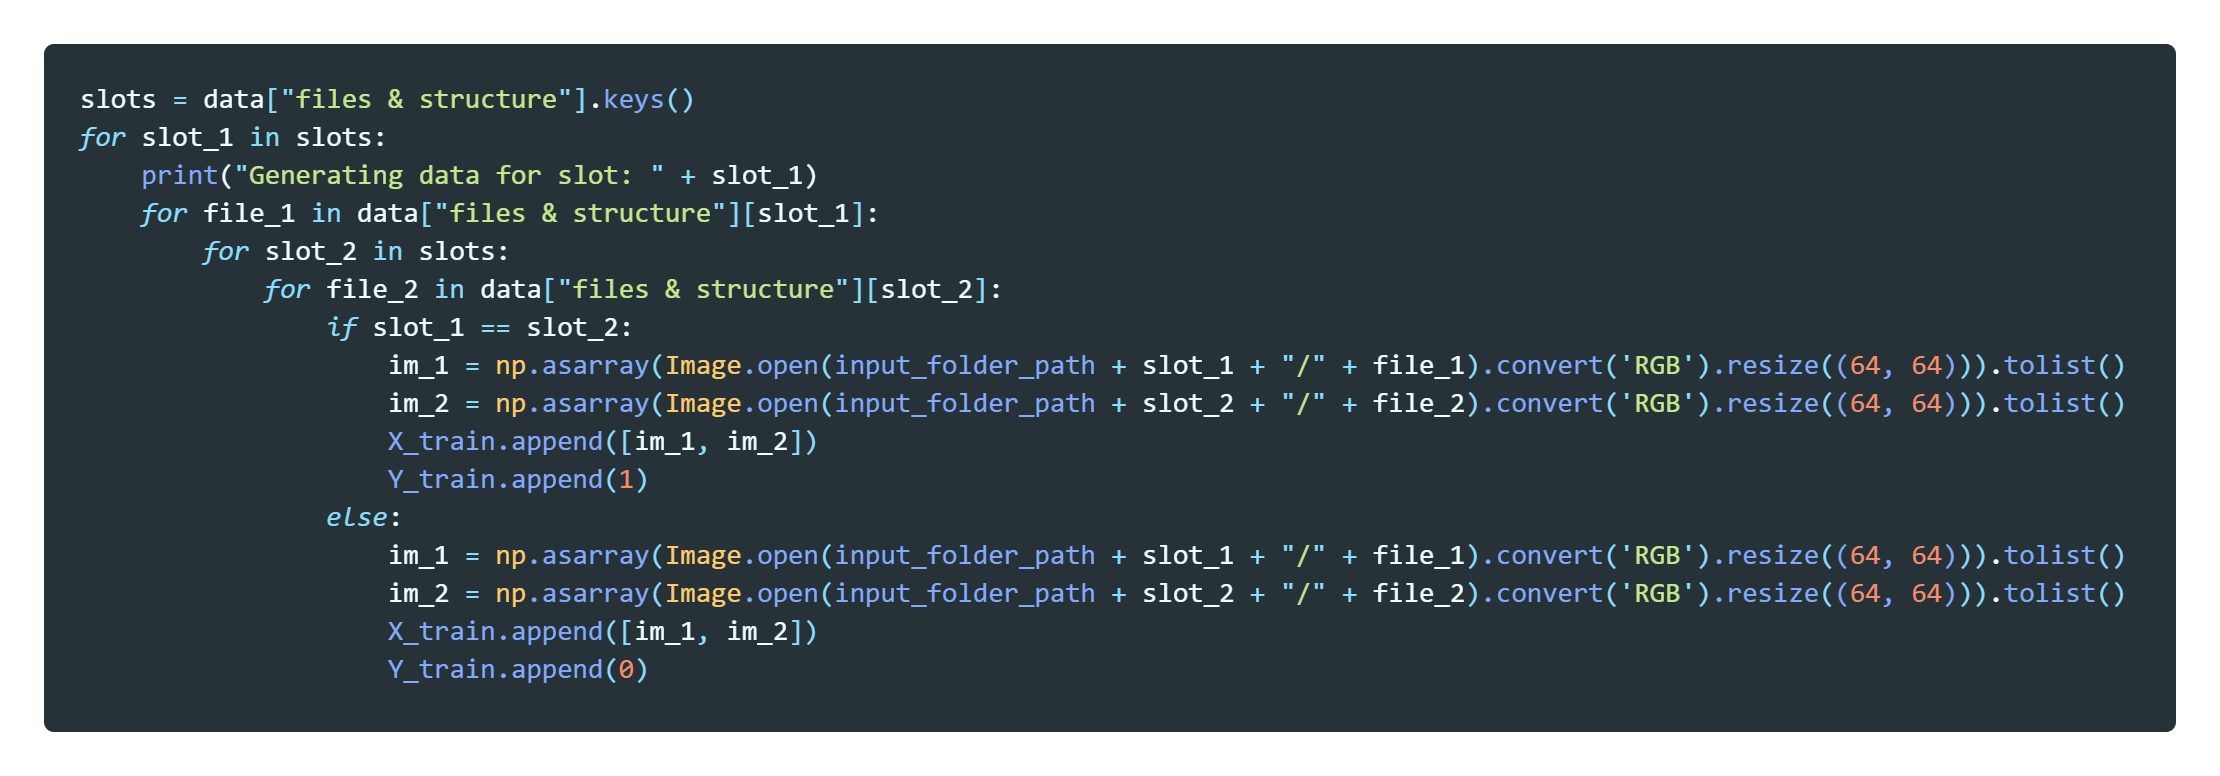 slots = data["files & structure"].keys()
for slot_1 in slots:
    print("Generating data for slot: " + slot_1)
    for file_1 in data["files & structure"][slot_1]:
        for slot_2 in slots:
            for file_2 in data["files & structure"][slot_2]:
                if slot_1 == slot_2:
                    im_1 = np.asarray(Image.open(input_folder_path + slot_1 + "/" + file_1).convert('RGB').resize((64, 64))).tolist()
                    im_2 = np.asarray(Image.open(input_folder_path + slot_2 + "/" + file_2).convert('RGB').resize((64, 64))).tolist()
                    X_train.append([im_1, im_2])
                    Y_train.append(1)
                else:
                    im_1 = np.asarray(Image.open(input_folder_path + slot_1 + "/" + file_1).convert('RGB').resize((64, 64))).tolist()
                    im_2 = np.asarray(Image.open(input_folder_path + slot_2 + "/" + file_2).convert('RGB').resize((64, 64))).tolist()
                    X_train.append([im_1, im_2])
                    Y_train.append(0)